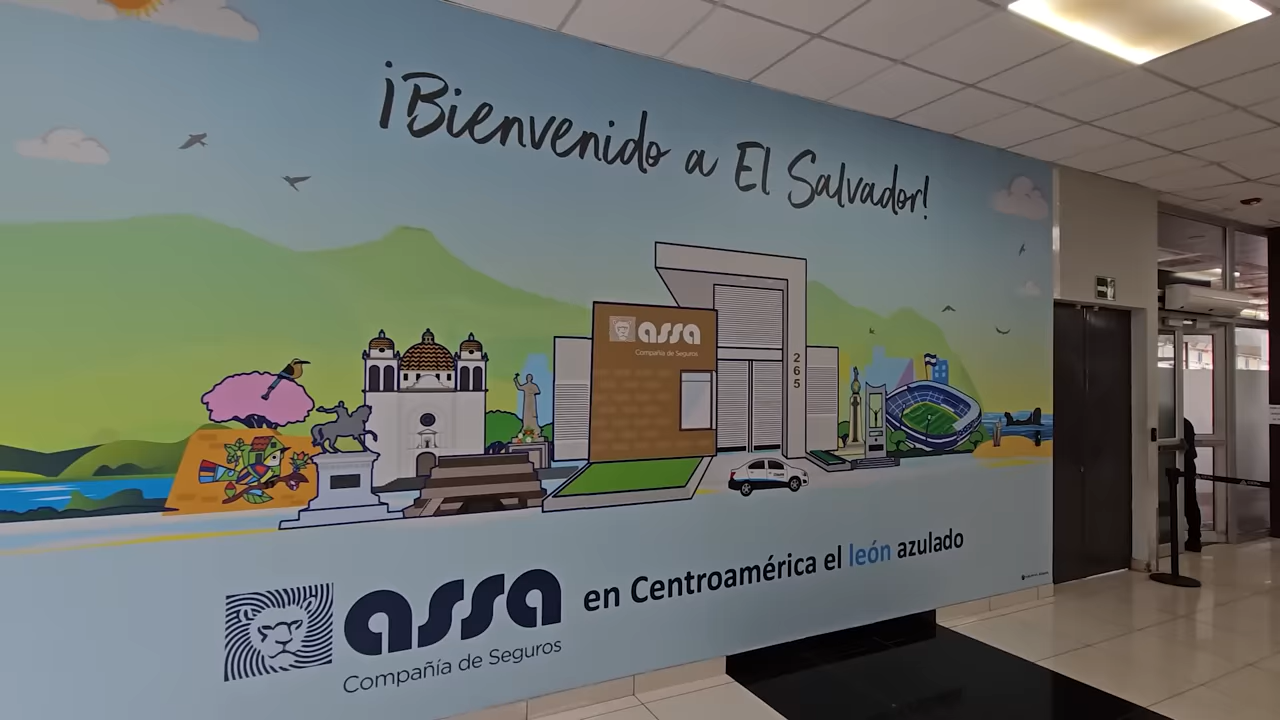 ¡Bienvenido a El Salvador!
assa
Compañía de Seguros
265
assa en Centroamérica el león azulado
Compañía de Seguros